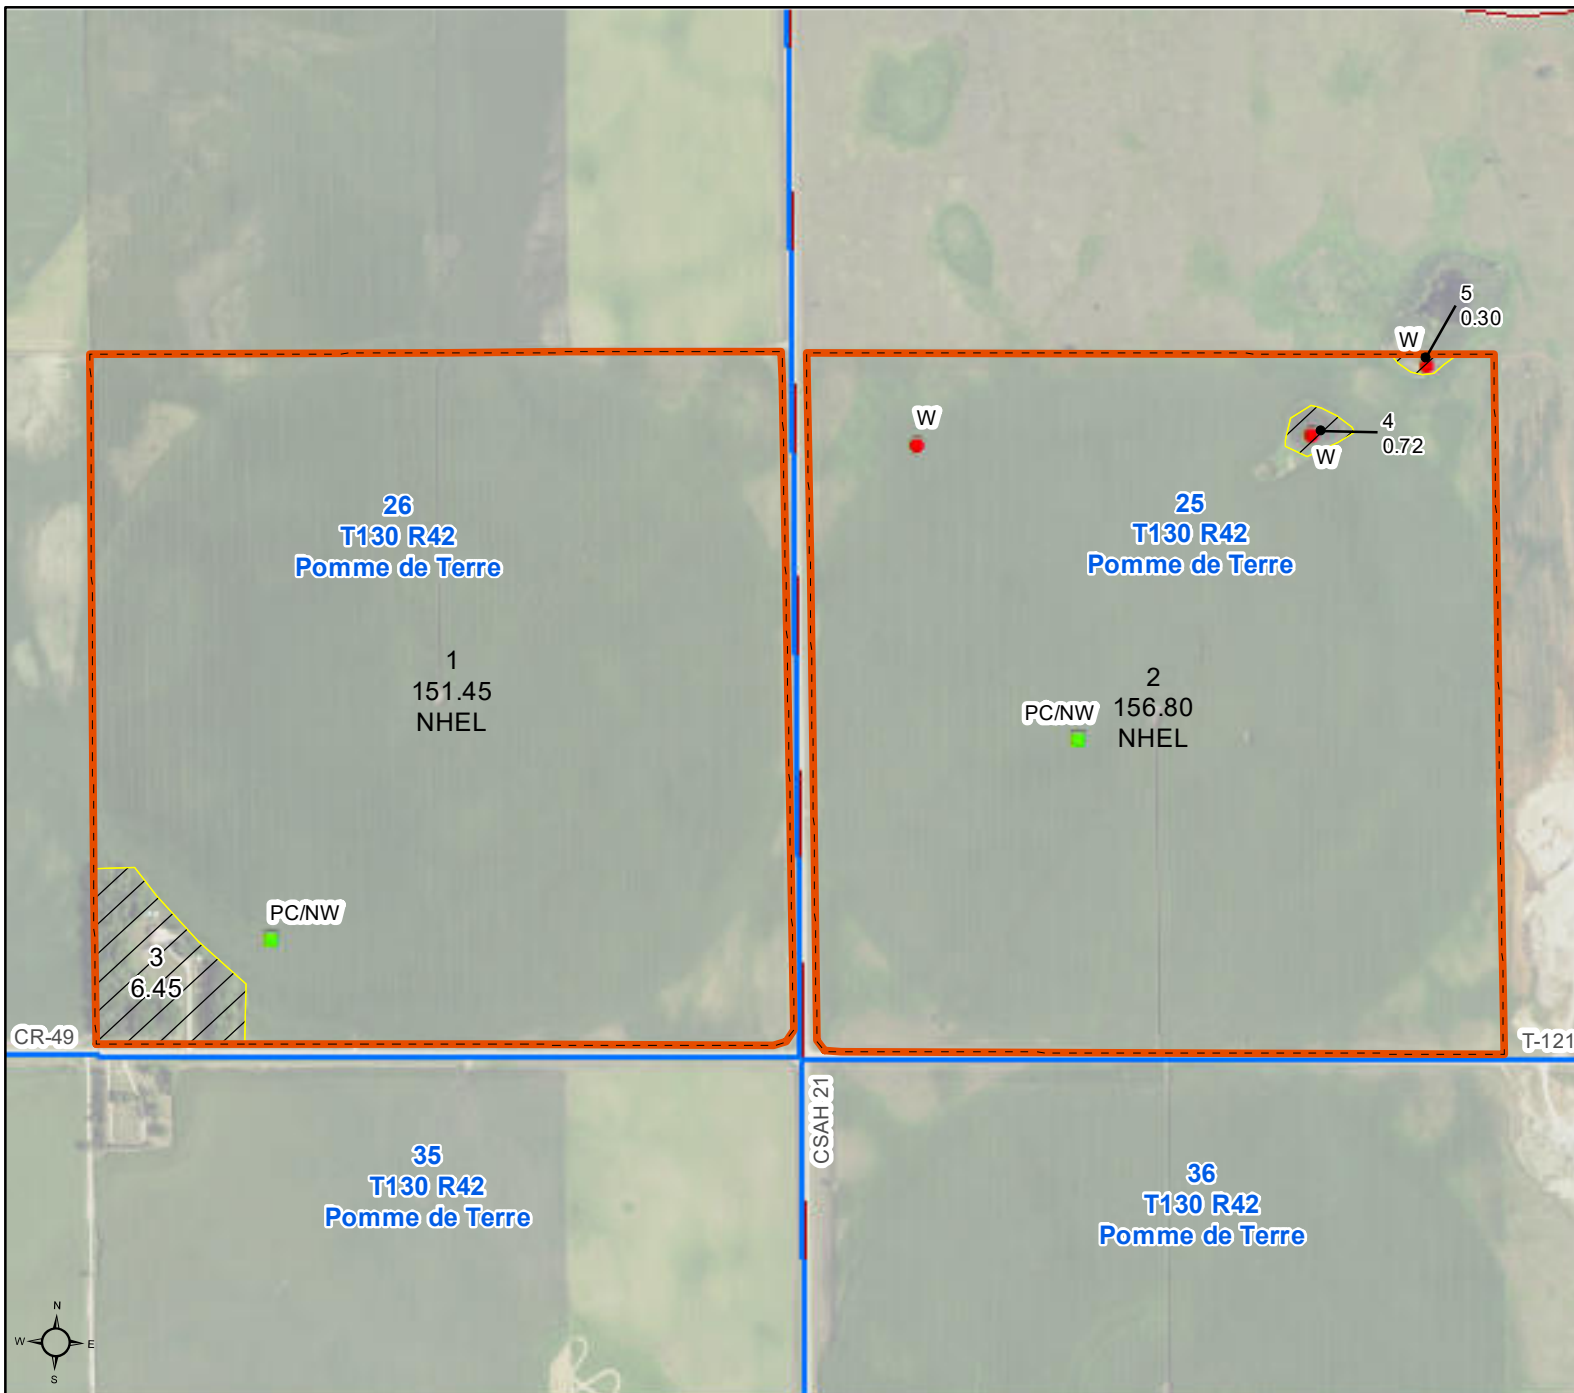 5
0.30
W
W
4
0.72
W
26
T130 R42
Pomme de Terre
25
T130 R42
Pomme de Terre
1
151.45
NHEL
2
156.80
NHEL
PC/NW
PC/NW
3
6.45
CR-49
T-121
CSAH 21
35
T130 R42
Pomme de Terre
36
T130 R42
Pomme de Terre
N
W
E
S